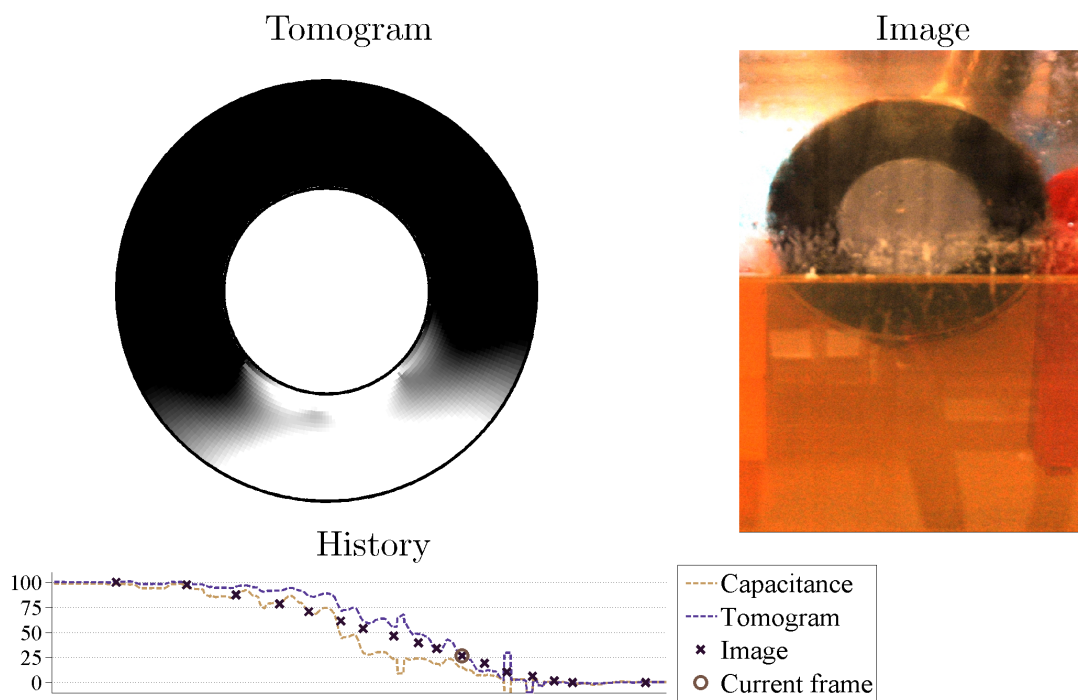 Tomogram
Image
History
100
75
50
25
0
Capacitance
Tomogram
Image
Current frame